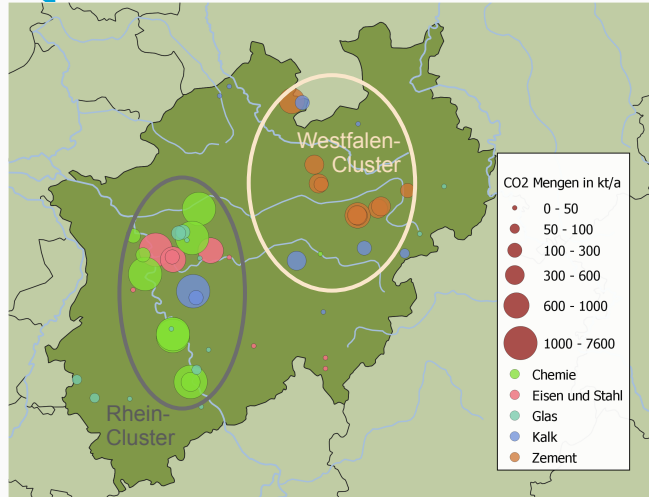 Westfalen-
Cluster
Rhein-
Cluster
CO2 Mengen in kt/a
0 - 50
50 - 100
100 - 300
300 - 600
600 - 1000
1000 - 7600
Chemie
Eisen und Stahl
Glas
Kalk
Zement